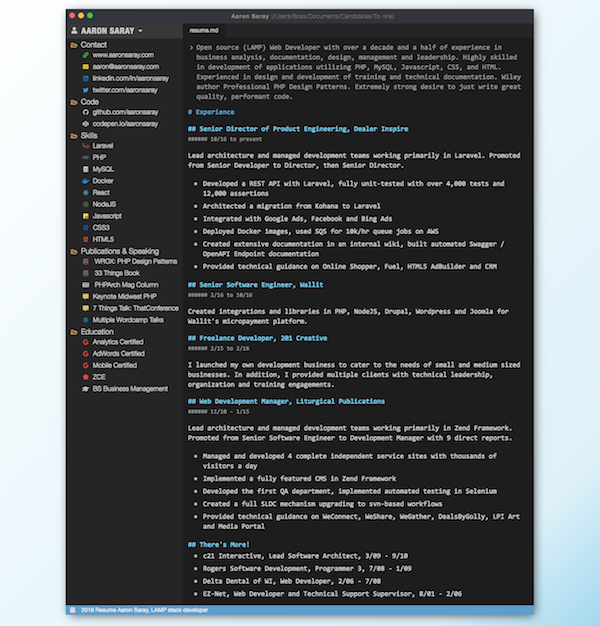 Aaron Saray (/Users/Boss/Documents/Candidates/To Hire)
AARON SARAY
Contact
www.aaronsaray.com
aaron@aaronsaray.com
linkedin.com/in/aaronsaray
twitter.com/aaronsaray
Code
github.com/aaronsaray
codepen.io/aaronsaray
Skills
Laravel
PHP
MySQL
Docker
React
NodeJS
Javascript
CSS3
HTML5
Publications & Speaking
WROX: PHP Design Patterns
33 Things Book
PHPArch Mag Column
Keynote Midwest PHP
7 Things Talk: ThatConference
Multiple Wordcamp Talks
Education
Analytics Certified
AdWords Certified
Mobile Certified
ZCE
BS Business Management
resume.md
> Open source (LAMP) Web Developer with over a decade and a half of experience in
business analysis, documentation, design, management and leadership. Highly skilled
in development of applications utilizing PHP, MySQL, Javascript, CSS, and HTML.
Experienced in design and development of training and technical documentation. Wiley
author Professional PHP Design Patterns. Extremely strong desire to just write great
quality, performant code.
# Experience
## Senior Director of Product Engineering, Dealer Inspire
###### 10/16 to present
Lead architecture and managed development teams working primarily in Laravel. Promoted
from Senior Developer to Director, then Senior Director.
* Developed a REST API with Laravel, fully unit-tested with over 4,000 tests and
12,000 assertions
* Architected a migration from Kohana to Laravel
* Integrated with Google Ads, Facebook and Bing Ads
* Deployed Docker images, used SQS for 10k/hr queue jobs on AWS
* Created extensive documentation in an internal wiki, built automated Swagger /
OpenAPI Endpoint documentation
* Provided technical guidance on Online Shopper, Fuel, HTML5 AdBuilder and CRM
## Senior Software Engineer, Wallit
###### 2/16 to 10/16
Created integrations and libraries in PHP, NodeJS, Drupal, Wordpress and Joomla for
Wallit's micropayment platform.
## Freelance Developer, 201 Creative
###### 2/15 to 2/16
I launched my own development business to cater to the needs of small and medium sized
businesses. In addition, I provided multiple clients with technical leadership,
organization and training engagements.
## Web Development Manager, Liturgical Publications
###### 11/10 - 1/15
Lead architecture and managed development teams working primarily in Zend Framework.
Promoted from Senior Software Engineer to Development Manager with 9 direct reports.
* Managed and developed 4 complete independent service sites with thousands of
visitors a day
* Implemented a fully featured CMS in Zend Framework
* Developed the first QA department, implemented automated testing in Selenium
* Created a full SLDC mechanism upgrading to svn-based workflows
* Provided technical guidance on WeConnect, WeShare, WeGather, DealsByGolly, LPI Art
and Media Portal
## There's More!
* c21 Interactive, Lead Software Architect, 3/09 - 9/10
* Rogers Software Development, Programmer 3, 7/08 - 1/09
* Delta Dental of WI, Web Developer, 2/06 - 7/08
* EZ-Net, Web Developer and Technical Support Supervisor, 8/01 - 2/06
2018 Resume Aaron Saray, LAMP stack developer